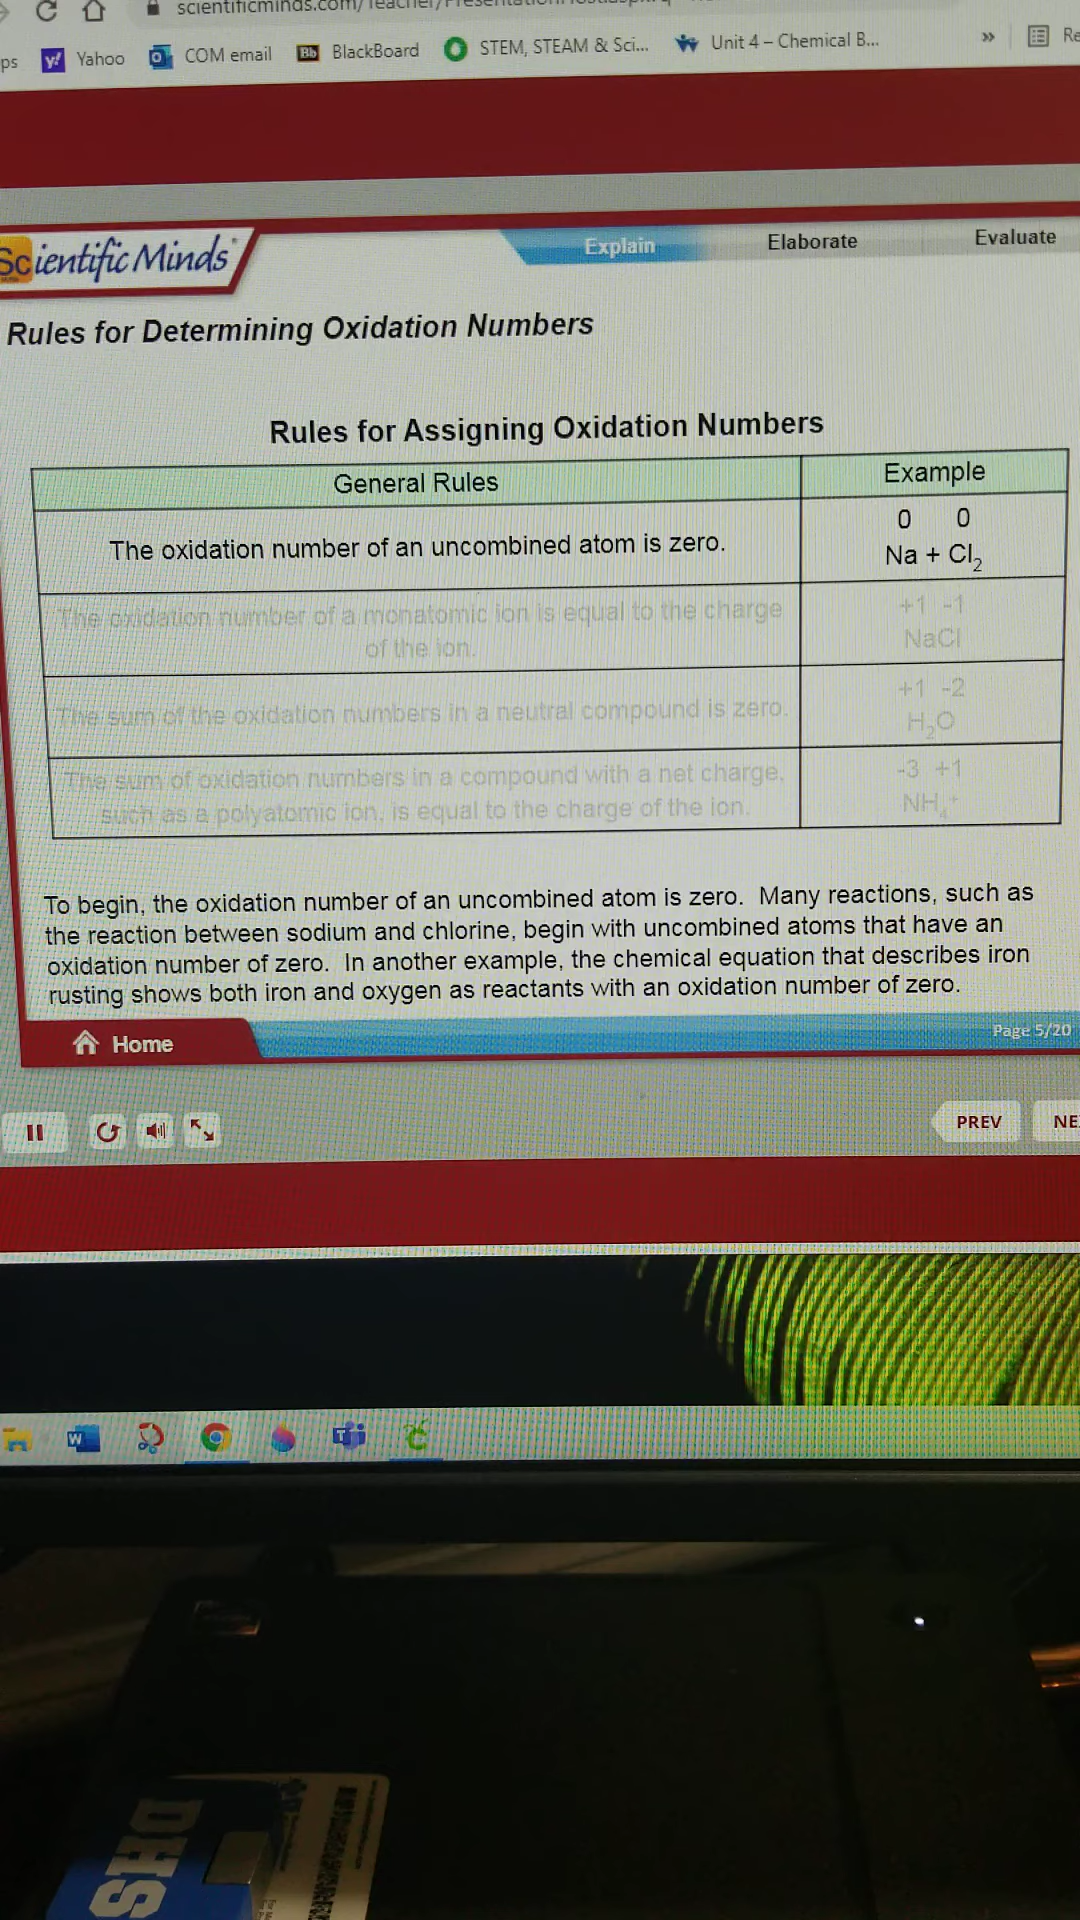 Yahoo
COM email
Bb BlackBoard
STEM, STEAM & Sci...
Unit 4 – Chemical B...
»
Scientific Minds
Explain
Elaborate
Evaluate
Rules for Determining Oxidation Numbers
Rules for Assigning Oxidation Numbers
General Rules
Example
The oxidation number of an uncombined atom is zero.
0 0
Na + Cl₂
The oxidation number of a monatomic ion is equal to the charge
of the ion.
+1 -1
NaCl
The sum of the oxidation numbers in a neutral compound is zero.
+1 -2
H₂O
The sum of oxidation numbers in a compound with a net charge,
such as a polyatomic ion, is equal to the charge of the ion.
-3 +1
NH₄⁺
To begin, the oxidation number of an uncombined atom is zero. Many reactions, such as
the reaction between sodium and chlorine, begin with uncombined atoms that have an
oxidation number of zero. In another example, the chemical equation that describes iron
rusting shows both iron and oxygen as reactants with an oxidation number of zero.
Home
Page 5/20
PREV
DHS